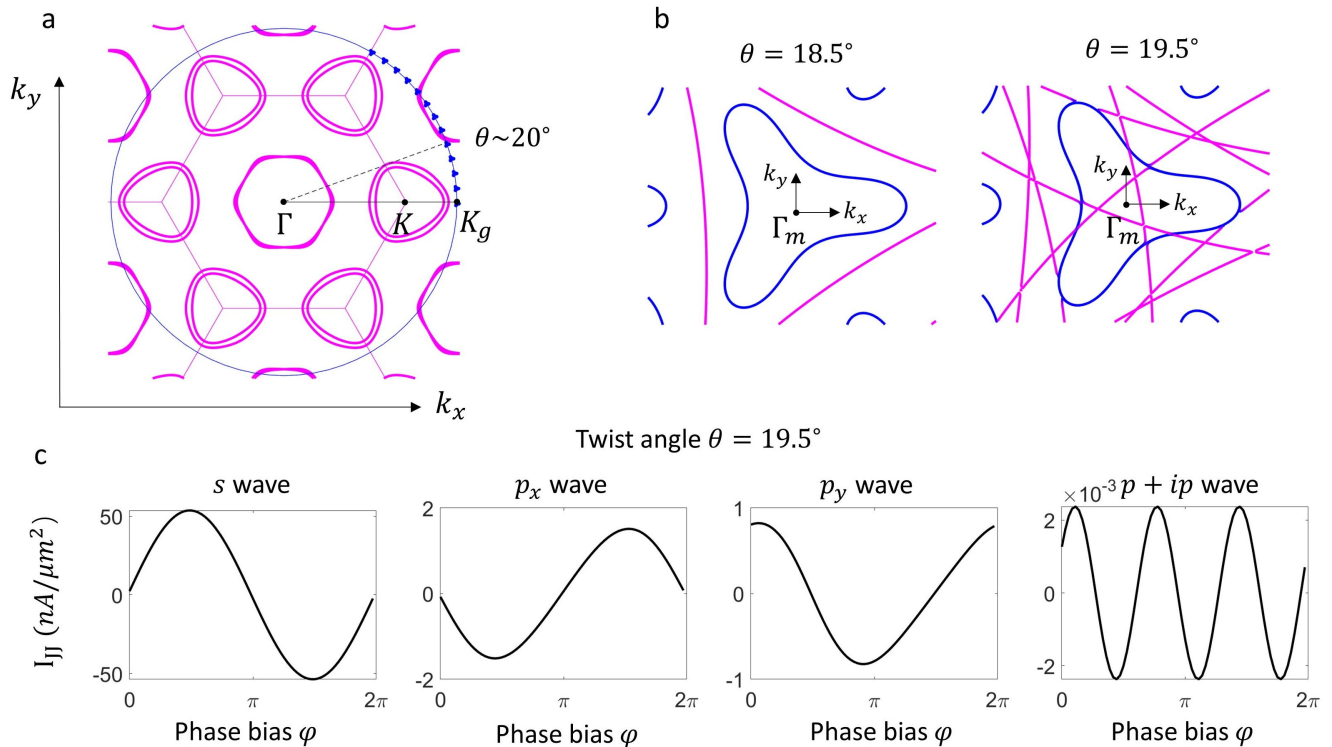 a
k_y
θ~20°
Γ
K
K_g
k_x
b
θ = 18.5°
k_y
k_x
Γ_m
θ = 19.5°
k_y
k_x
Γ_m
Twist angle θ = 19.5°
c
s wave
I_JJ (nA/μm²)
50
0
-50
0
π
2π
Phase bias φ
p_x wave
2
0
-2
0
π
2π
Phase bias φ
p_y wave
1
0
-1
0
π
2π
Phase bias φ
×10⁻³ p + ip wave
2
0
-2
0
π
2π
Phase bias φ